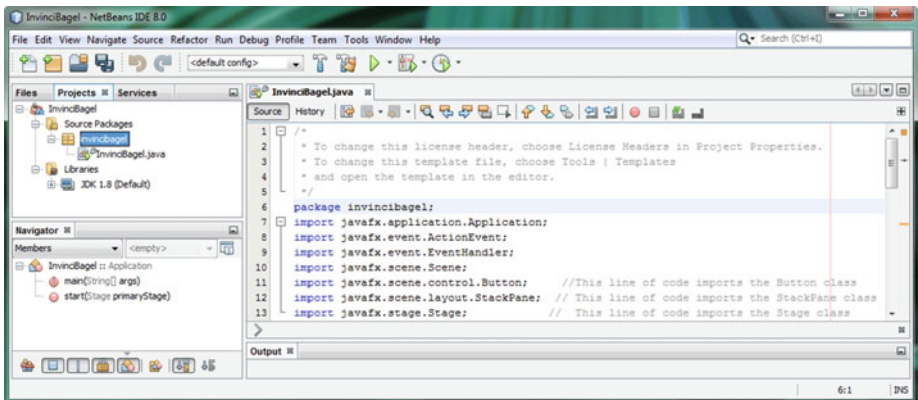 InvinciBagel - NetBeans IDE 8.0
File Edit View Navigate Source Refactor Run Debug Profile Team Tools Window Help
Search (Ctrl+I)
<default config>
Files Projects Services
InvinciBagel
Source Packages
invincibagel
InvinciBagel.java
Libraries
JDK 1.8 (Default)
Navigator
Members <empty>
InvinciBagel :: Application
main(String[] args)
start(Stage primaryStage)
InvinciBagel.java
Source History
1 /*
2 * To change this license header, choose License Headers in Project Properties.
3 * To change this template file, choose Tools | Templates
4 * and open the template in the editor.
5 */
6 package invincibagel;
7 import javafx.application.Application;
8 import javafx.event.ActionEvent;
9 import javafx.event.EventHandler;
10 import javafx.scene.Scene;
11 import javafx.scene.control.Button; //This line of code imports the Button class
12 import javafx.scene.layout.StackPane; // This line of code imports the StackPane class
13 import javafx.stage.Stage; // This line of code imports the Stage class
Output
6:1 INS